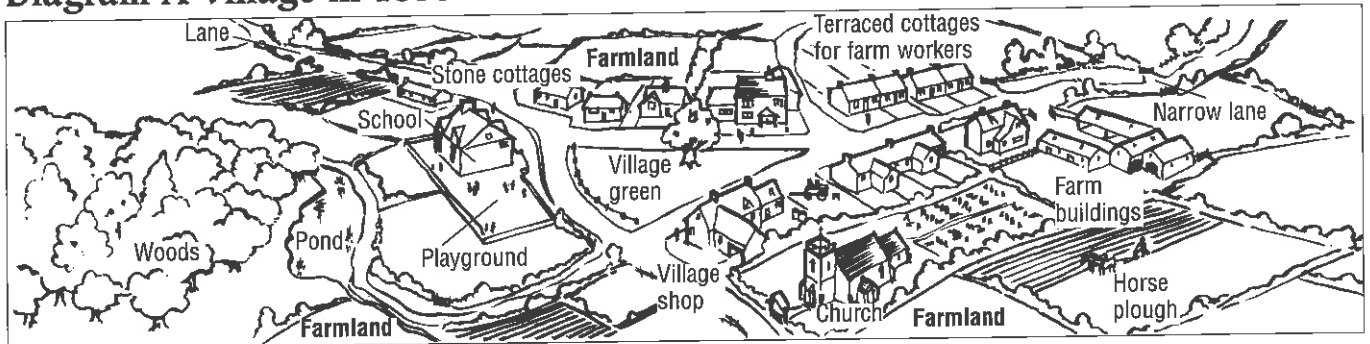 Lane
Stone cottages
Farmland
Terraced cottages
for farm workers
School
Village
green
Narrow lane
Woods
Pond
Playground
Village
shop
Church
Farm
buildings
Horse
plough
Farmland
Farmland